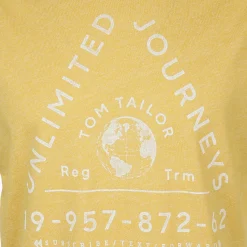 UNLIMITED JOURNEYS
TOM TAILOR
Reg Trm
19-957-872-62